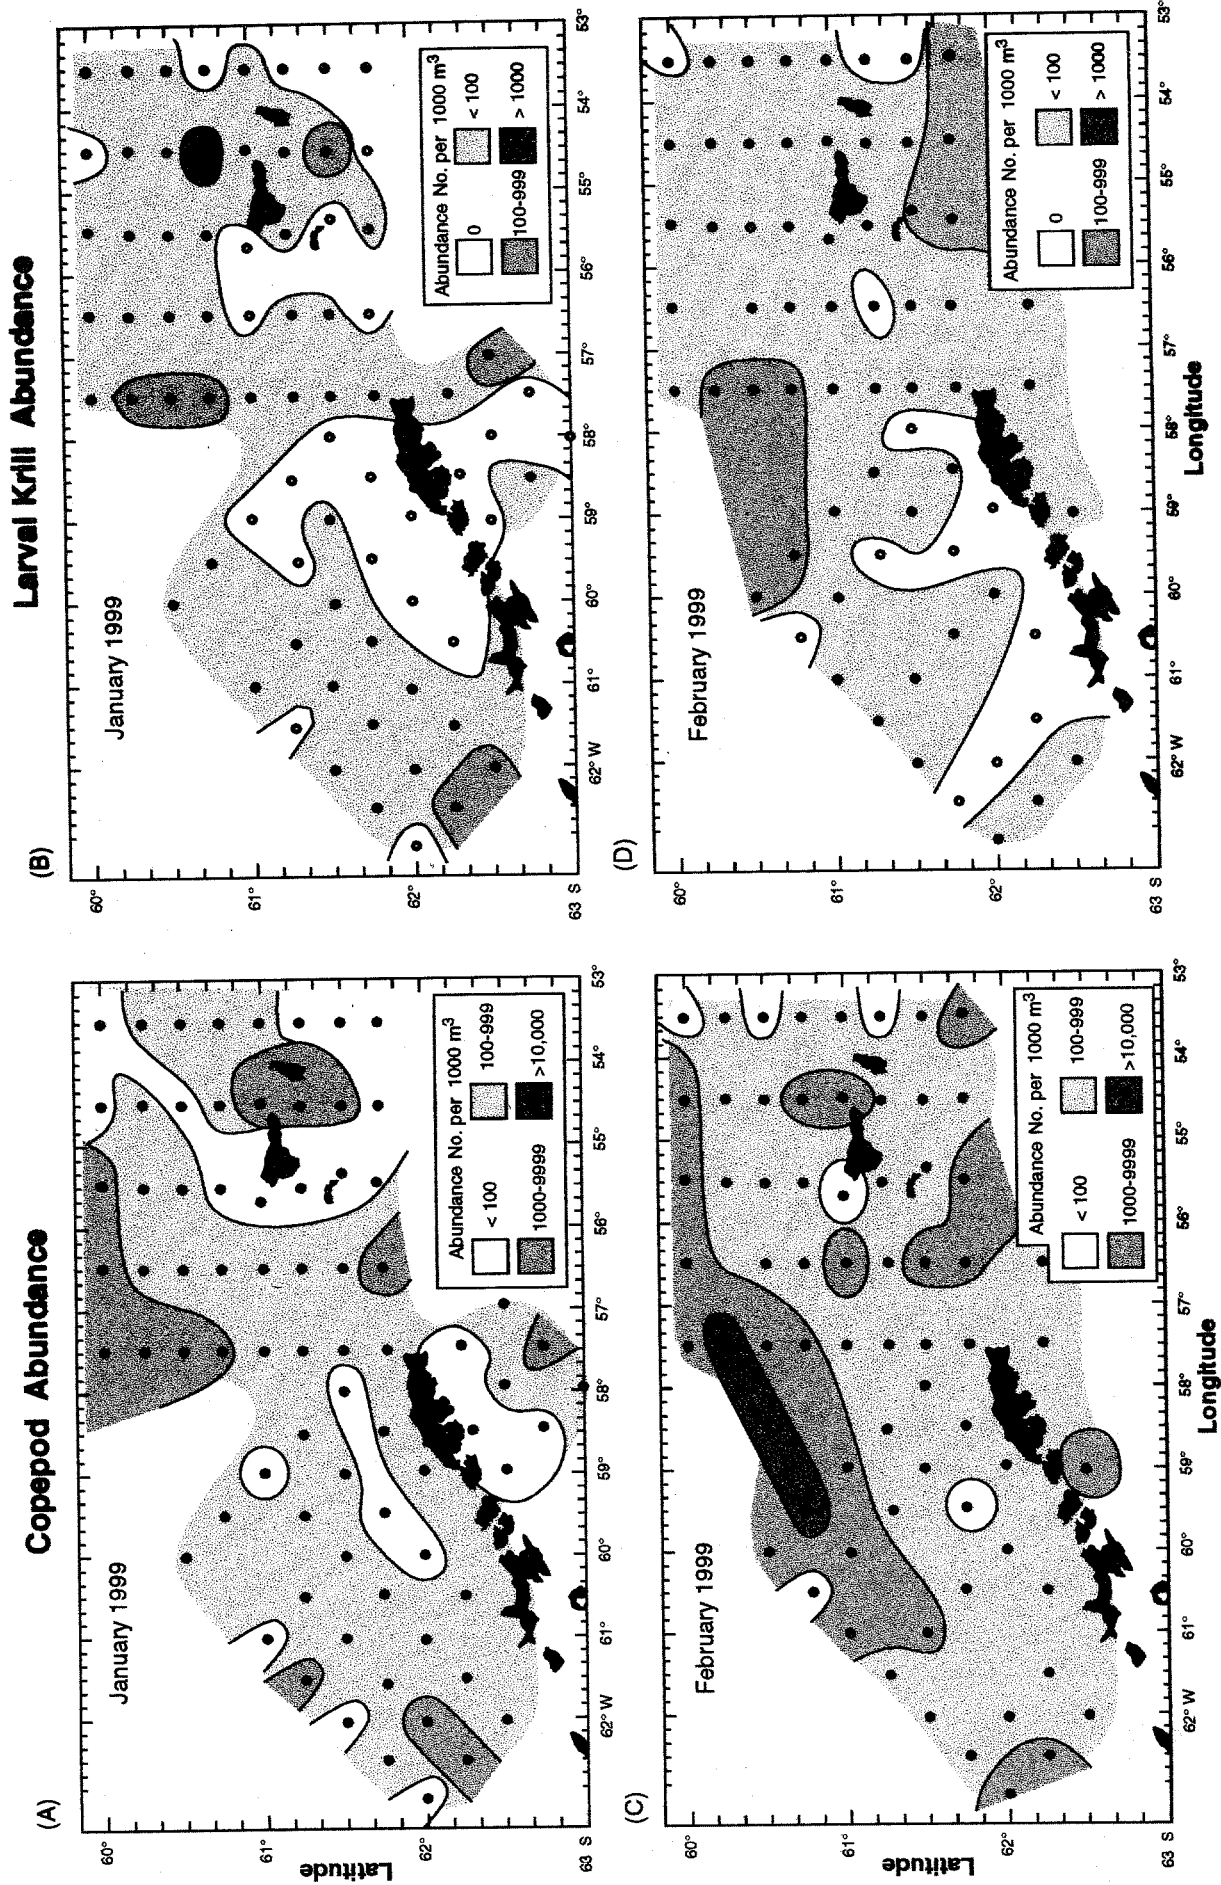 Copepod Abundance
Larval Krill Abundance
(A)
January 1999
Abundance No. per 1000 m³
< 100
100-999
1000-9999
>10,000
60°
61°
62°
63 S
Latitude
62° W
61°
60°
59°
58°
57°
56°
55°
54°
53°
(B)
January 1999
Abundance No. per 1000 m³
0
< 100
100-999
> 1000
60°
61°
62°
63 S
62° W
61°
60°
59°
58°
57°
56°
55°
54°
53°
(C)
February 1999
Abundance No. per 1000 m³
< 100
100-999
1000-9999
>10,000
60°
61°
62°
63 S
Latitude
62° W
61°
60°
59°
58°
57°
56°
55°
54°
53°
Longitude
(D)
February 1999
Abundance No. per 1000 m³
0
< 100
100-999
> 1000
60°
61°
62°
63 S
62° W
61°
60°
59°
58°
57°
56°
55°
54°
53°
Longitude